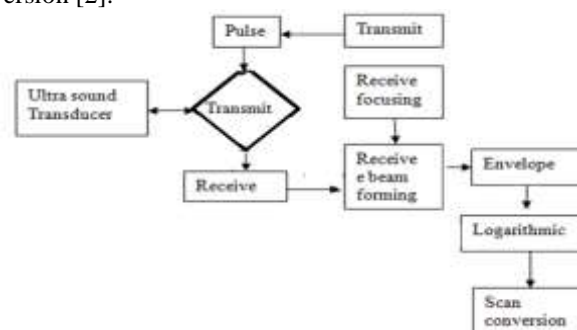 ersion [2].
Pulse
Transmit
Ultra sound
Transducer
Transmit
Receive
focusing
Receive
Receive
e beam
forming
Envelope
Logarithmic
Scan
conversion